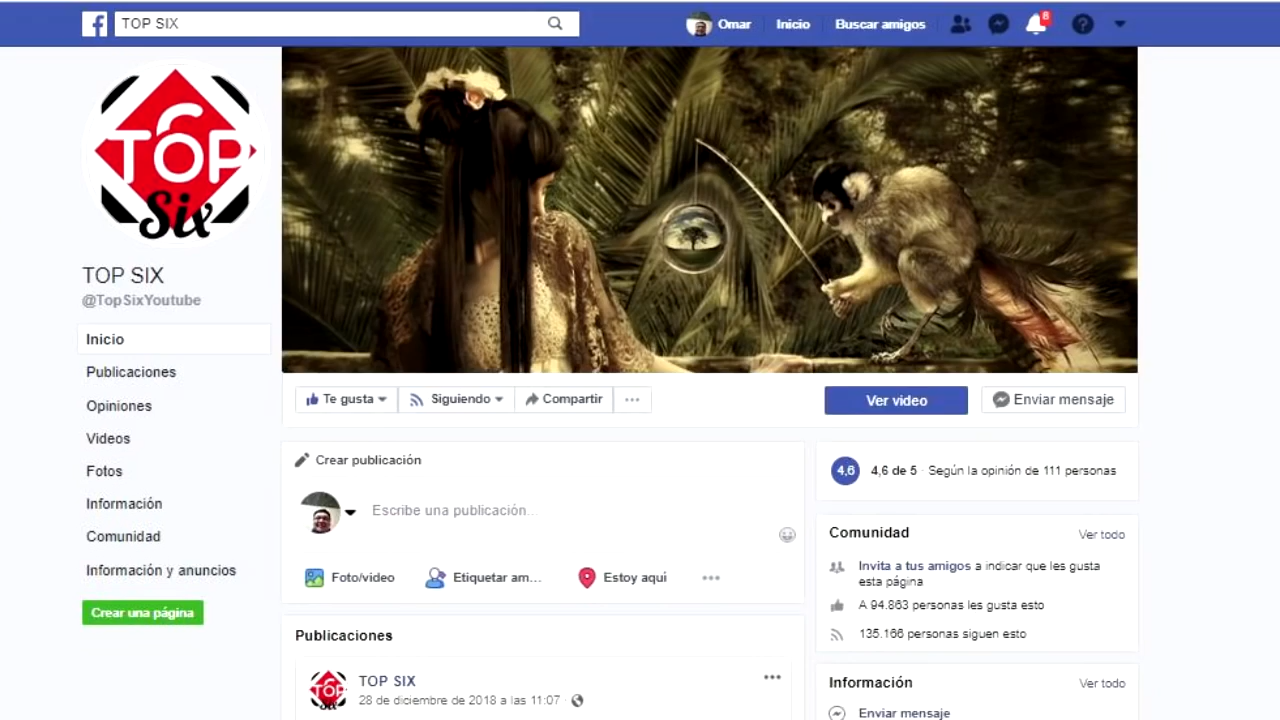 TOP SIX
Omar
Inicio
Buscar amigos
8
TOP
Six
TOP SIX
@TopSixYoutube
Inicio
Publicaciones
Opiniones
Videos
Fotos
Información
Comunidad
Información y anuncios
Crear una página
Te gusta
Siguiendo
Compartir
Ver video
Enviar mensaje
Crear publicación
Escribe una publicación...
Foto/video
Etiquetar am...
Estoy aquí
Publicaciones
TOP SIX
28 de diciembre de 2018 a las 11:07 ·
4,6
4,6 de 5 · Según la opinión de 111 personas
Comunidad
Ver todo
Invita a tus amigos a indicar que les gusta
esta página
A 94.863 personas les gusta esto
135.166 personas siguen esto
Información
Ver todo
Enviar mensaje